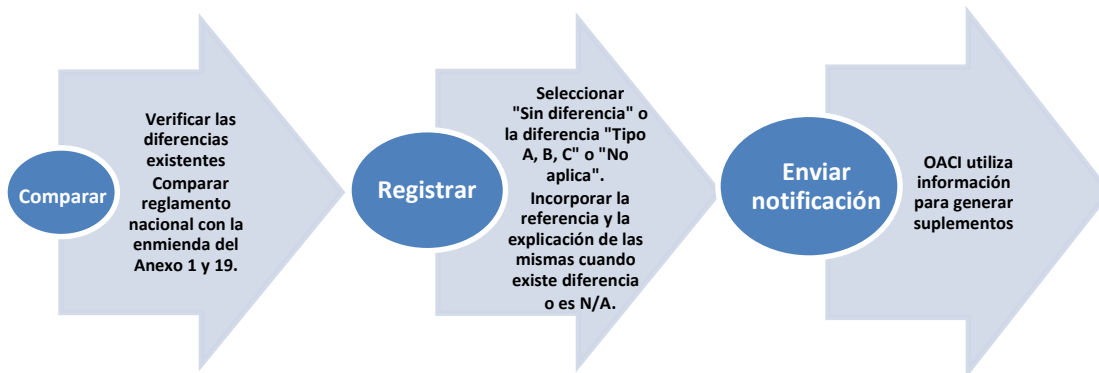 Comparar
Verificar las
diferencias
existentes
Comparar
reglamento
nacional con la
enmienda del
Anexo 1 y 19.
Registrar
Seleccionar
"Sin diferencia" o
la diferencia "Tipo
A, B, C" o "No
aplica".
Incorporar la
referencia y la
explicación de las
mismas cuando
existe diferencia
o es N/A.
Enviar
notificación
OACI utiliza
información
para generar
suplementos